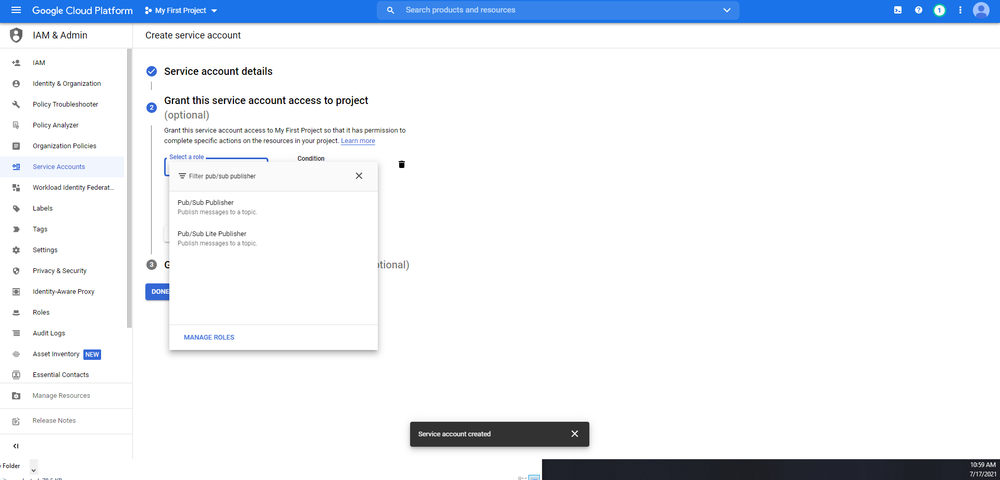 Google Cloud Platform
My First Project
Search products and resources
1
IAM & Admin
Create service account
IAM
Identity & Organization
Policy Troubleshooter
Policy Analyzer
Organization Policies
Service Accounts
Workload Identity Federat...
Labels
Tags
Settings
Privacy & Security
Identity-Aware Proxy
Roles
Audit Logs
Asset Inventory NEW
Essential Contacts
Manage Resources
Release Notes
Service account details
2
Grant this service account access to project
(optional)
Grant this service account access to My First Project so that it has permission to
complete specific actions on the resources in your project. Learn more
Select a role
Condition
Filter pub/sub publisher
Pub/Sub Publisher
Publish messages to a topic.
Pub/Sub Lite Publisher
Publish messages to a topic.
MANAGE ROLES
3 G
tional)
DONE
Service account created
Folder
10:59 AM
7/17/2021